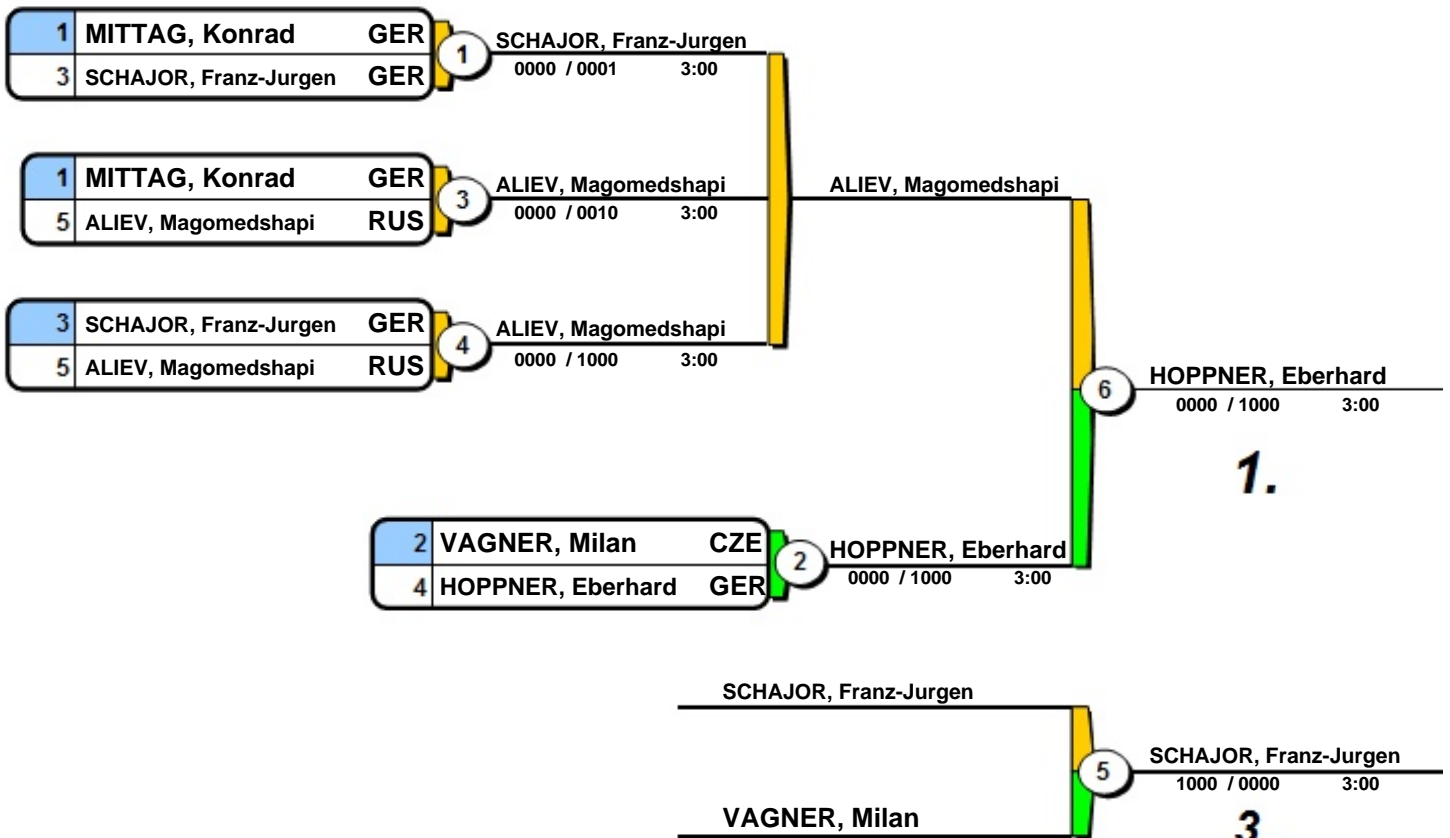 1 MITTAG, Konrad GER
3 SCHAJOR, Franz-Jurgen GER
1
SCHAJOR, Franz-Jurgen
0000 / 0001 3:00
1 MITTAG, Konrad GER
5 ALIEV, Magomedshapi RUS
3
ALIEV, Magomedshapi
0000 / 0010 3:00
ALIEV, Magomedshapi
3 SCHAJOR, Franz-Jurgen GER
5 ALIEV, Magomedshapi RUS
4
ALIEV, Magomedshapi
0000 / 1000 3:00
6
HOPPNER, Eberhard
0000 / 1000 3:00
1.
2 VAGNER, Milan CZE
4 HOPPNER, Eberhard GER
2
HOPPNER, Eberhard
0000 / 1000 3:00
SCHAJOR, Franz-Jurgen
5
SCHAJOR, Franz-Jurgen
1000 / 0000 3:00
VAGNER, Milan
3